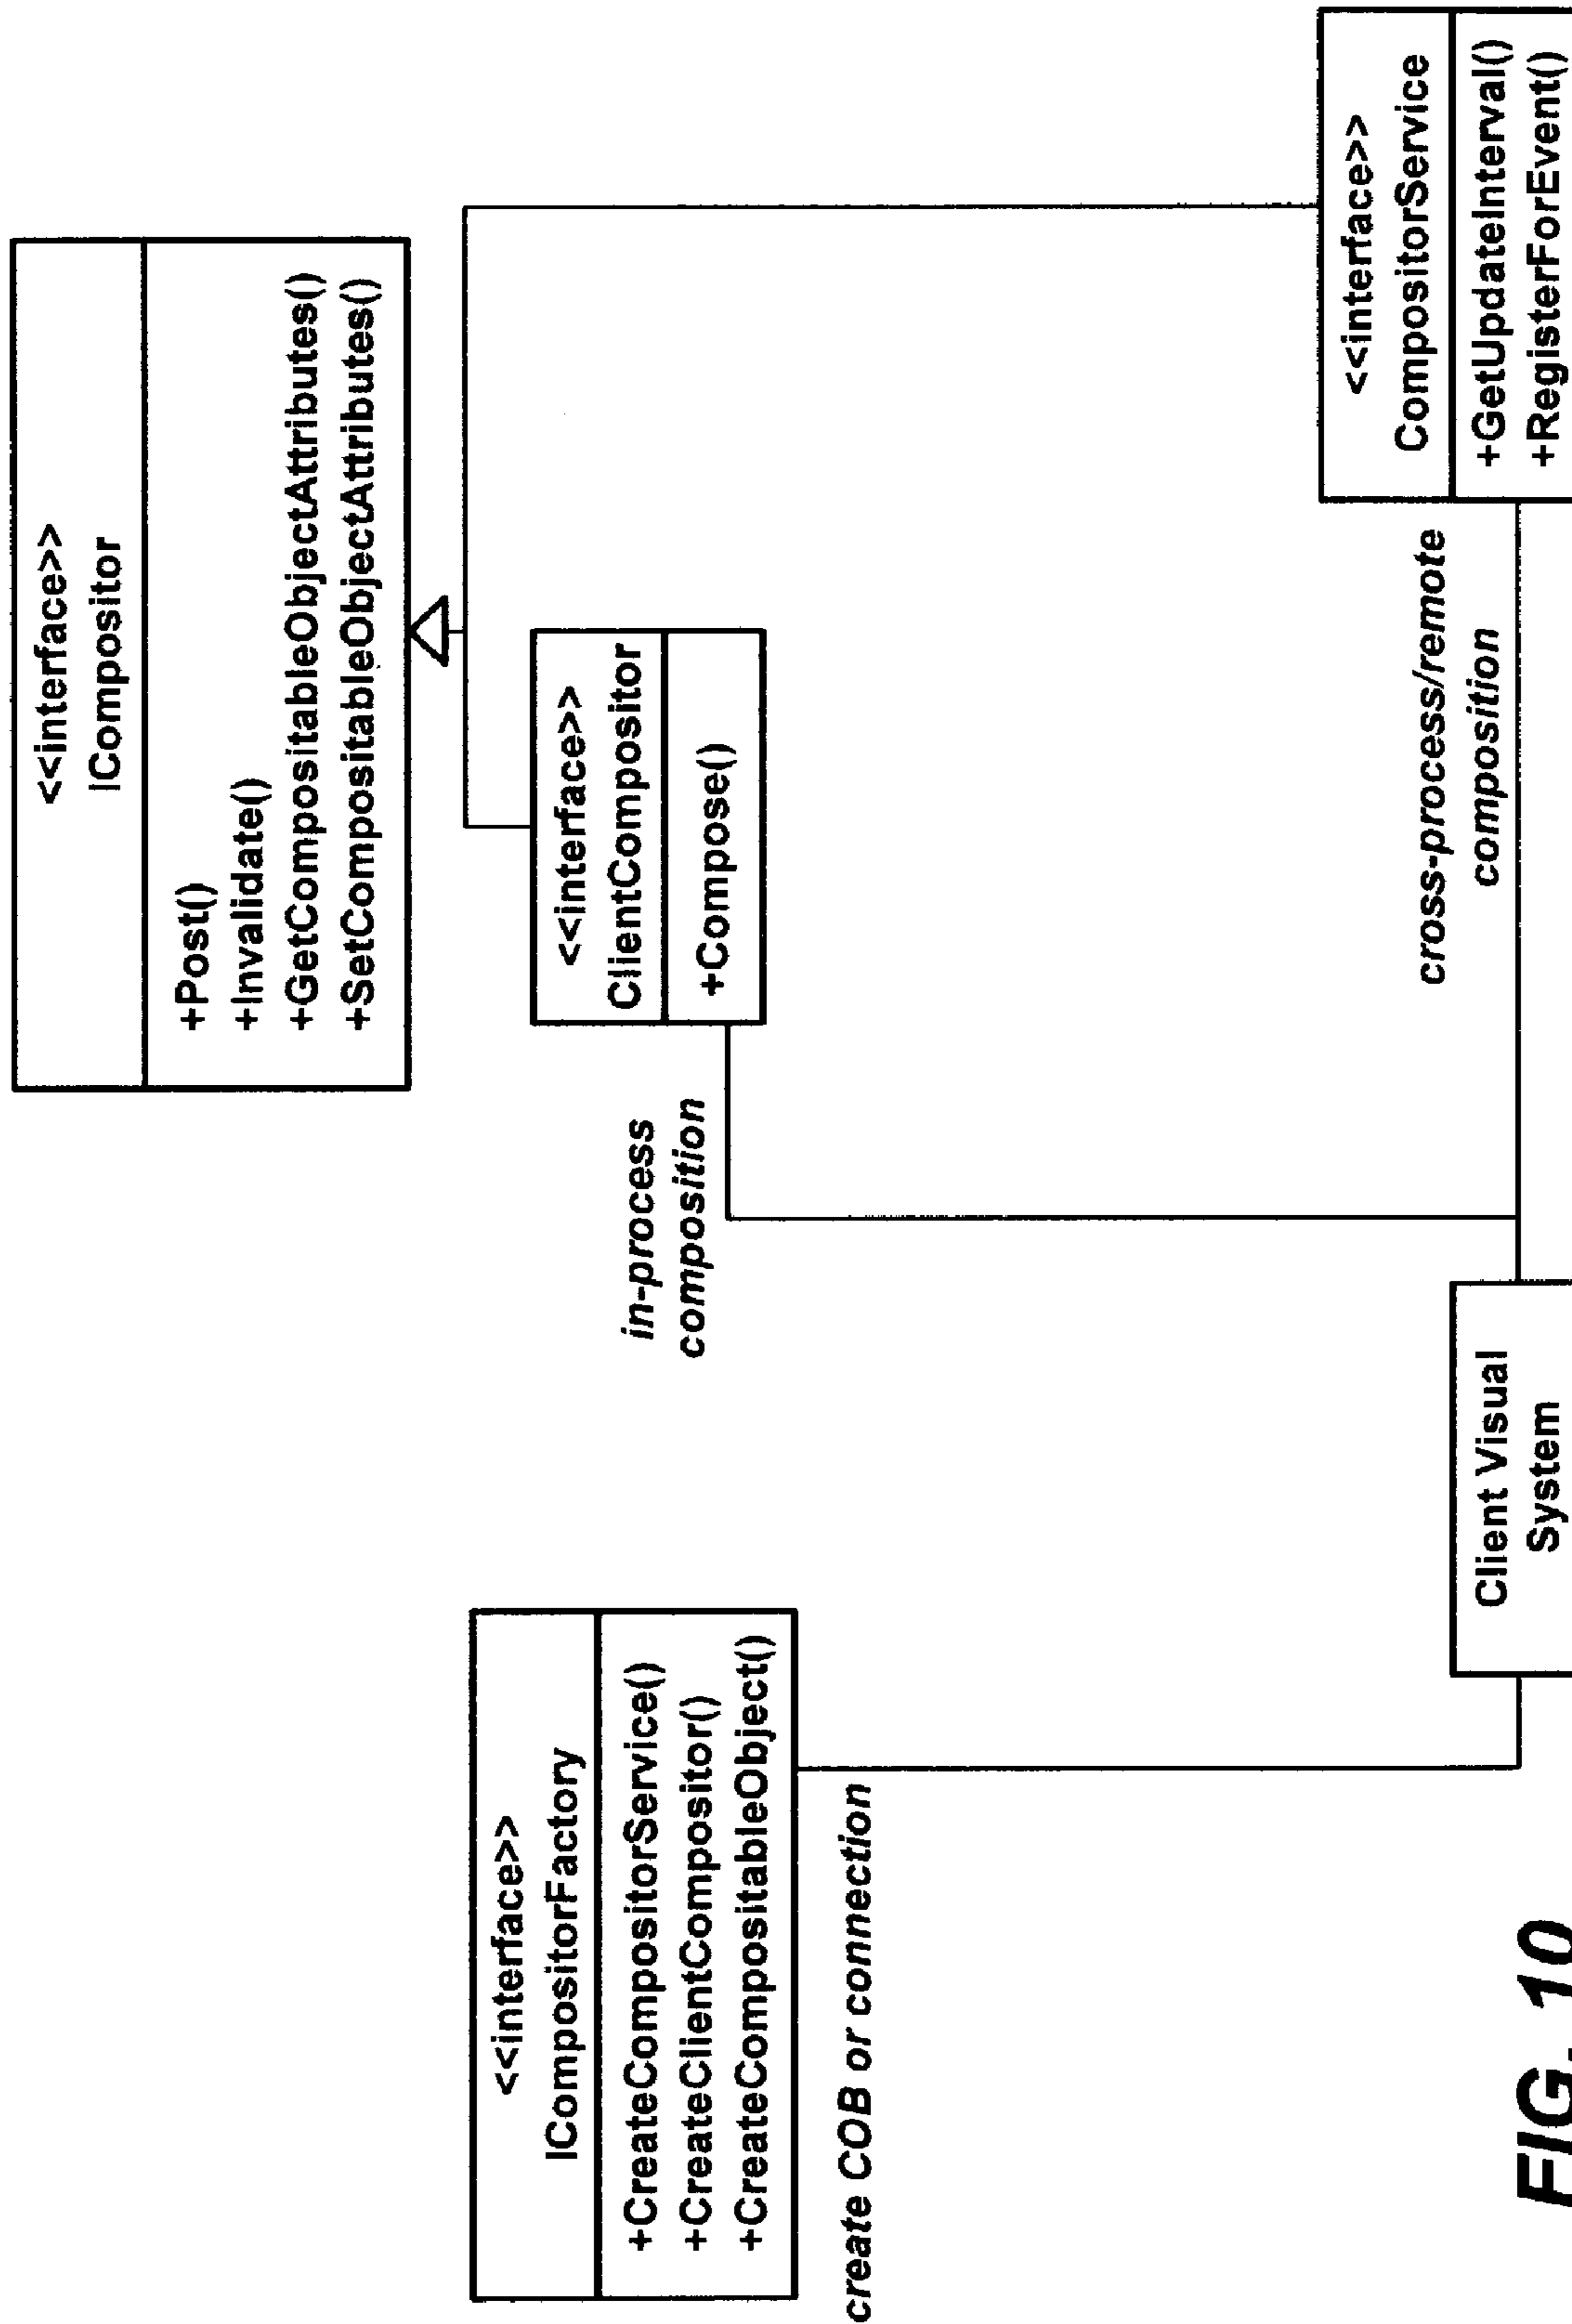 <<interface>>
ICompositor
+Post()
+Invalidate()
+GetCompositableObjectAttributes()
+SetCompositableObjectAttributes()
<<interface>>
ICompositorFactory
+CreateCompositorService()
+CreateClientCompositor()
+CreateCompositableObject()
create COB or connection
in-process
composition
<<interface>>
ClientCompositor
+Compose()
Client Visual
System
cross-process/remote
composition
<<interface>>
CompositorService
+GetUpdateInterval()
+RegisterForEvent()
FIG. 10